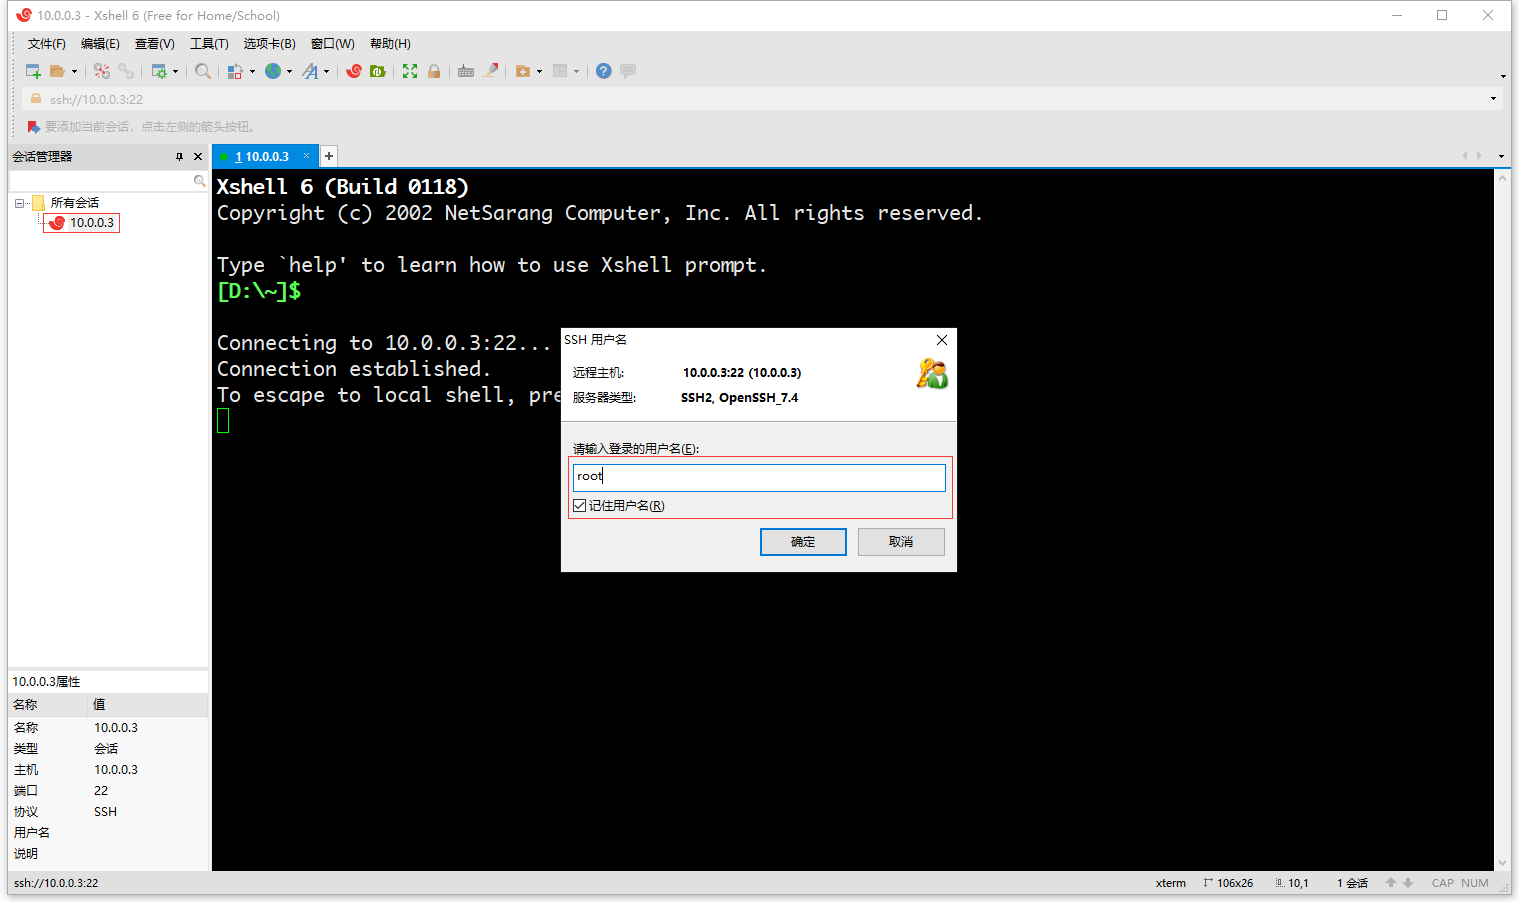 10.0.0.3 - Xshell 6 (Free for Home/School)
文件(F) 编辑(E) 查看(V) 工具(T) 选项卡(B) 窗口(W) 帮助(H)
ssh://10.0.0.3:22
要添加当前会话，点击左侧的箭头按钮。
会话管理器
1 10.0.0.3
所有会话
10.0.0.3
Xshell 6 (Build 0118)
Copyright (c) 2002 NetSarang Computer, Inc. All rights reserved.
Type `help' to learn how to use Xshell prompt.
[D:\~]$
Connecting to 10.0.0.3:22...
Connection established.
To escape to local shell, pre
SSH 用户名
远程主机: 10.0.0.3:22 (10.0.0.3)
服务器类型: SSH2, OpenSSH_7.4
请输入登录的用户名(E):
root
记住用户名(R)
确定 取消
10.0.0.3属性
名称 值
名称 10.0.0.3
类型 会话
主机 10.0.0.3
端口 22
协议 SSH
用户名
说明
ssh://10.0.0.3:22 xterm 106x26 10,1 1 会话 CAP NUM